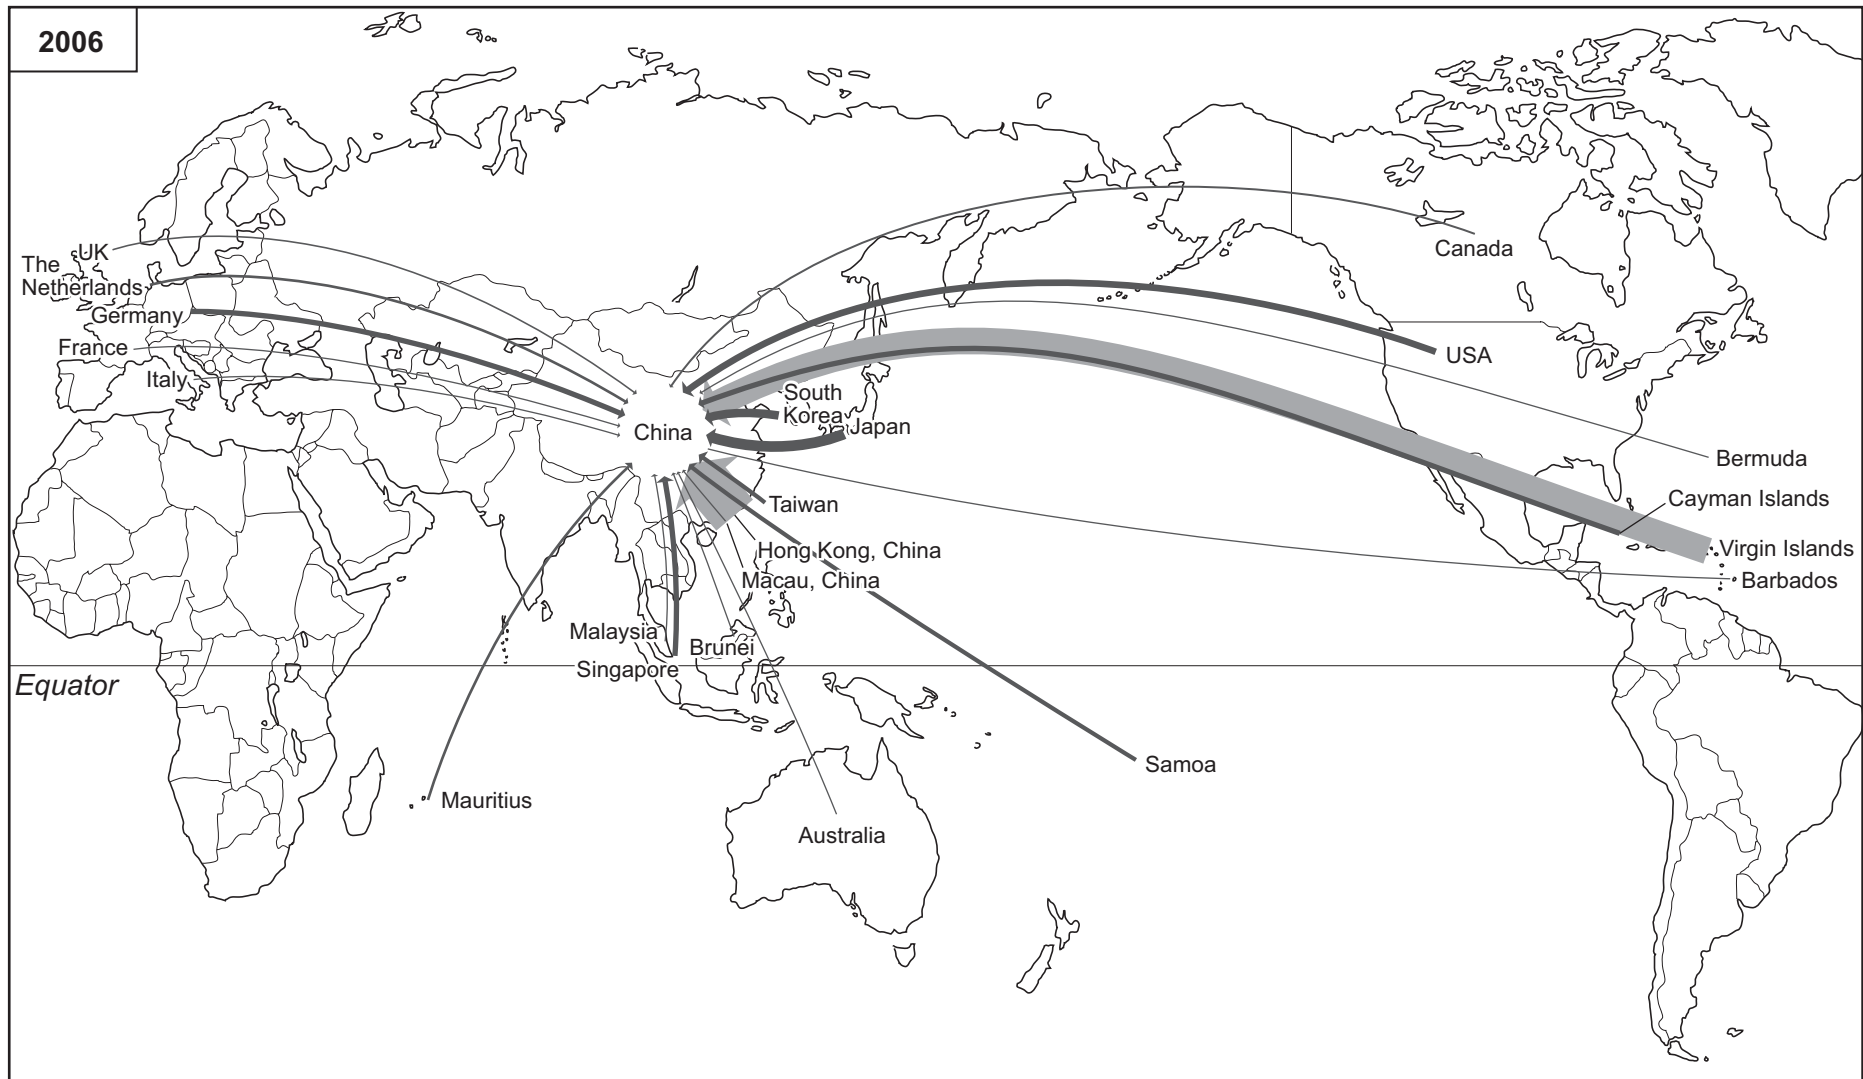 2006
UK
The
Netherlands
Germany
France
Italy
Canada
USA
South
Korea
Japan
China
Bermuda
Cayman Islands
Taiwan
Virgin Islands
Hong Kong, China
Macau, China
Barbados
Malaysia
Brunei
Singapore
Equator
Samoa
Mauritius
Australia